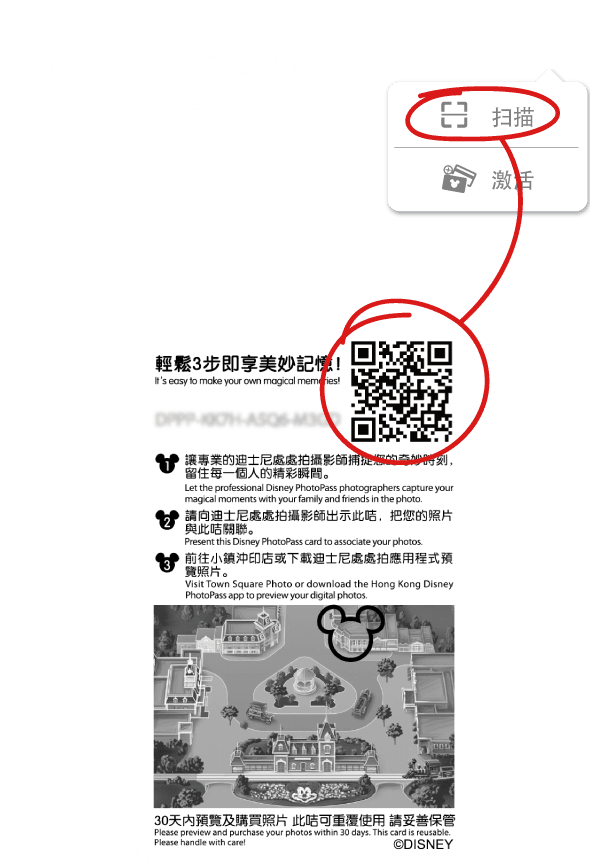 扫描
激活
輕鬆3步即享美妙記憶!
It's easy to make your own magical memories!
1 讓專業的迪士尼處處拍攝影師捕捉您的奇妙時刻,
留住每一個人的精彩瞬間。
Let the professional Disney PhotoPass photographers capture your
magical moments with your family and friends in the photo.
2 請向迪士尼處處拍攝影師出示此咭，把您的照片
與此咭關聯。
Present this Disney PhotoPass card to associate your photos.
3 前往小鎮沖印店或下載迪士尼處處拍應用程式預
覽照片。
Visit Town Square Photo or download the Hong Kong Disney
PhotoPass app to preview your digital photos.
30天內預覽及購買照片 此咭可重覆使用 請妥善保管
Please preview and purchase your photos within 30 days. This card is reusable.
Please handle with care!
©DISNEY